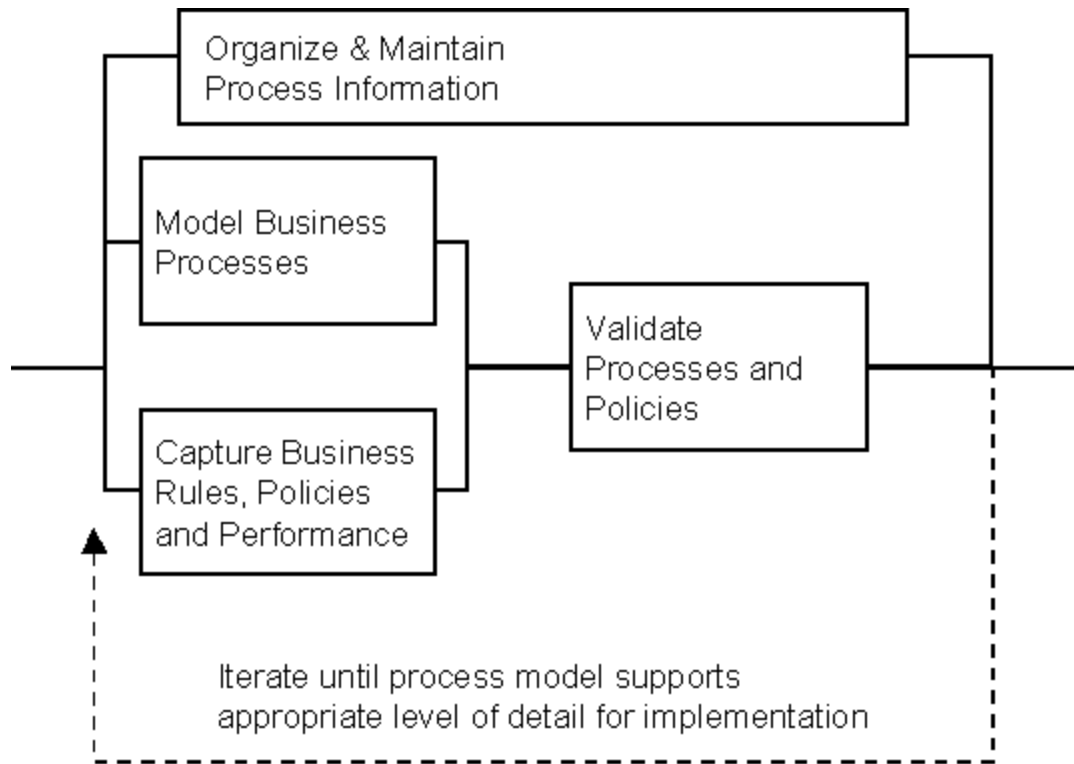 Organize & Maintain
Process Information
Model Business
Processes
Validate
Processes and
Policies
Capture Business
Rules, Policies
and Performance
Iterate until process model supports
appropriate level of detail for implementation